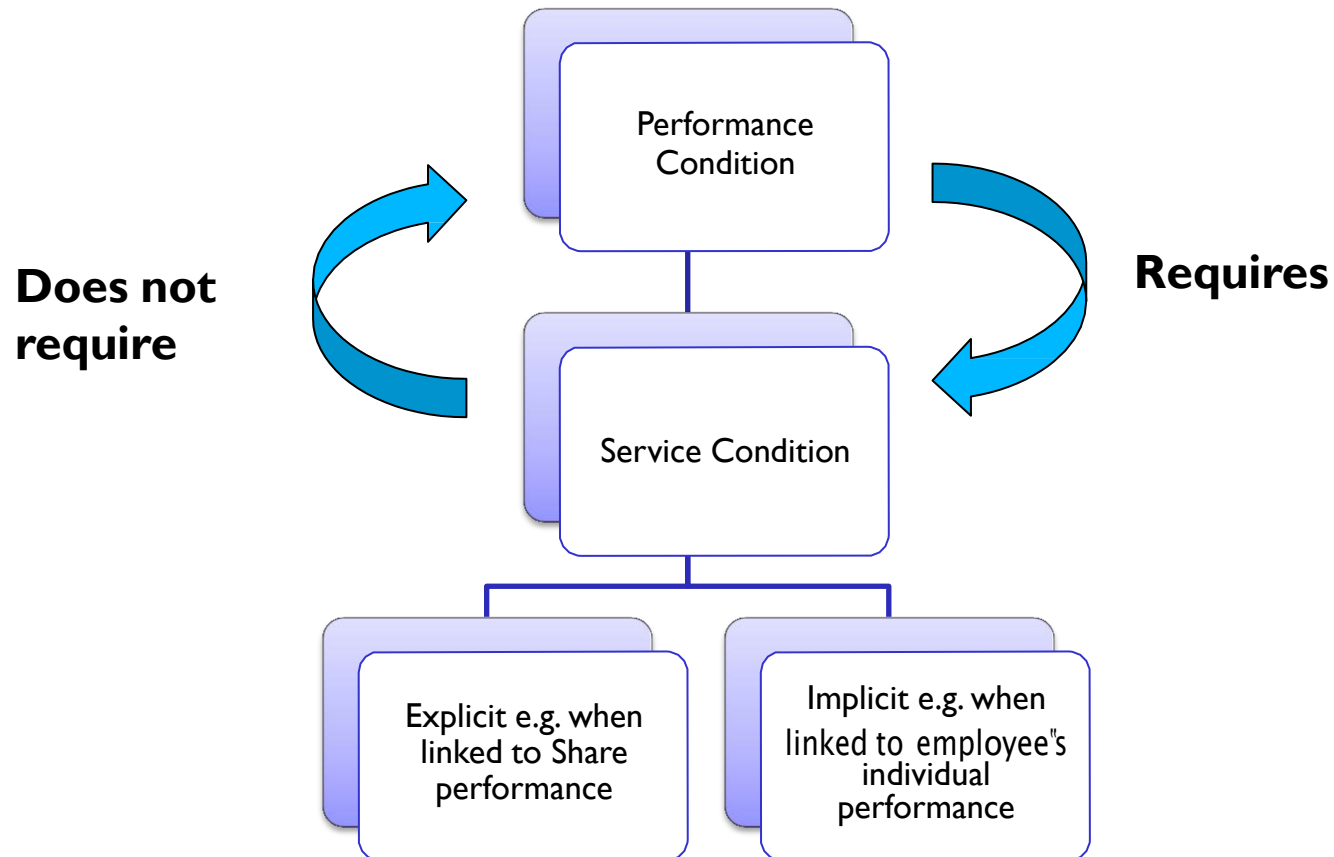 Performance
Condition
Does not
require
Requires
Service Condition
Explicit e.g. when
linked to Share
performance
Implicit e.g. when
linked to employee"s
individual
performance